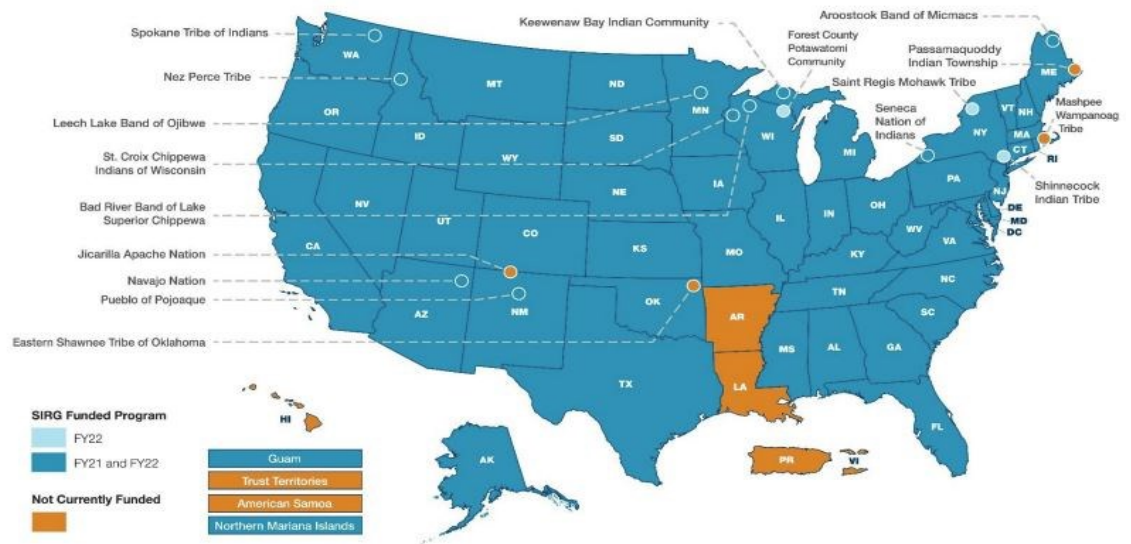 Spokane Tribe of Indians
Nez Perce Tribe
Leech Lake Band of Ojibwe
St. Croix Chippewa
Indians of Wisconsin
Bad River Band of Lake
Superior Chippewa
Jicarilla Apache Nation
Navajo Nation
Pueblo of Pojoaque
Eastern Shawnee Tribe of Oklahoma
Keewenaw Bay Indian Community
Forest County
Potawatomi
Community
Aroostook Band of Micmacs
Passamaquoddy
Indian Township
Saint Regis Mohawk Tribe
Seneca
Nation of
Indians
Mashpee
Wampanoag
Tribe
Shinnecock
Indian Tribe
WA
OR
ID
MT
ND
SD
MN
WI
MI
WY
NE
IA
NV
UT
CO
KS
MO
IL
IN
OH
CA
AZ
NM
OK
AR
TX
LA
MS
AL
GA
FL
SC
NC
TN
KY
WV
VA
PA
NY
VT
NH
ME
MA
CT
RI
NJ
DE
MD
DC
HI
AK
PR
VI
SIRG Funded Program
FY22
FY21 and FY22
Not Currently Funded
Guam
Trust Territories
American Samoa
Northern Mariana Islands